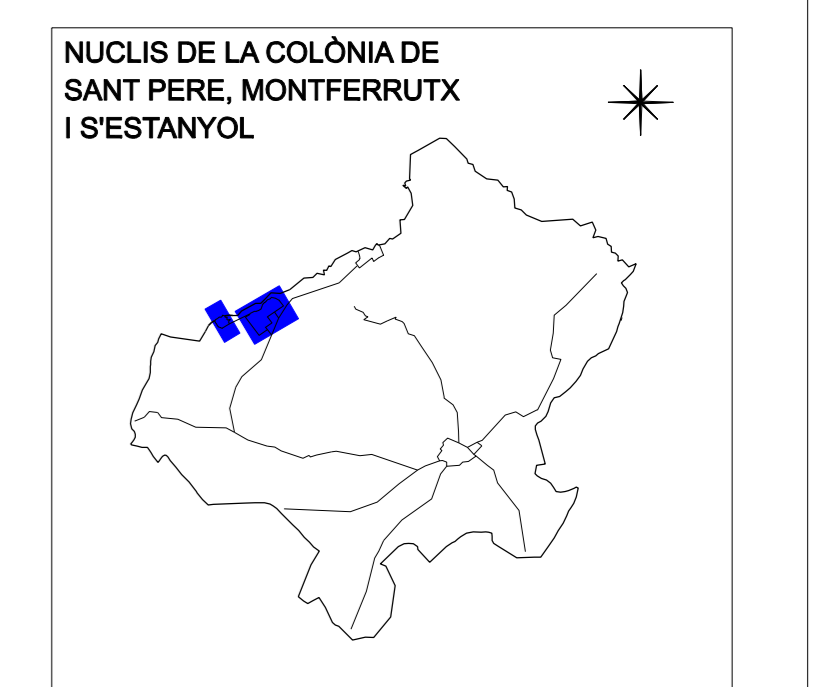 NUCLIS DE LA COLÒNIA DE
SANT PERE, MONTFERRUTX
I S'ESTANYOL